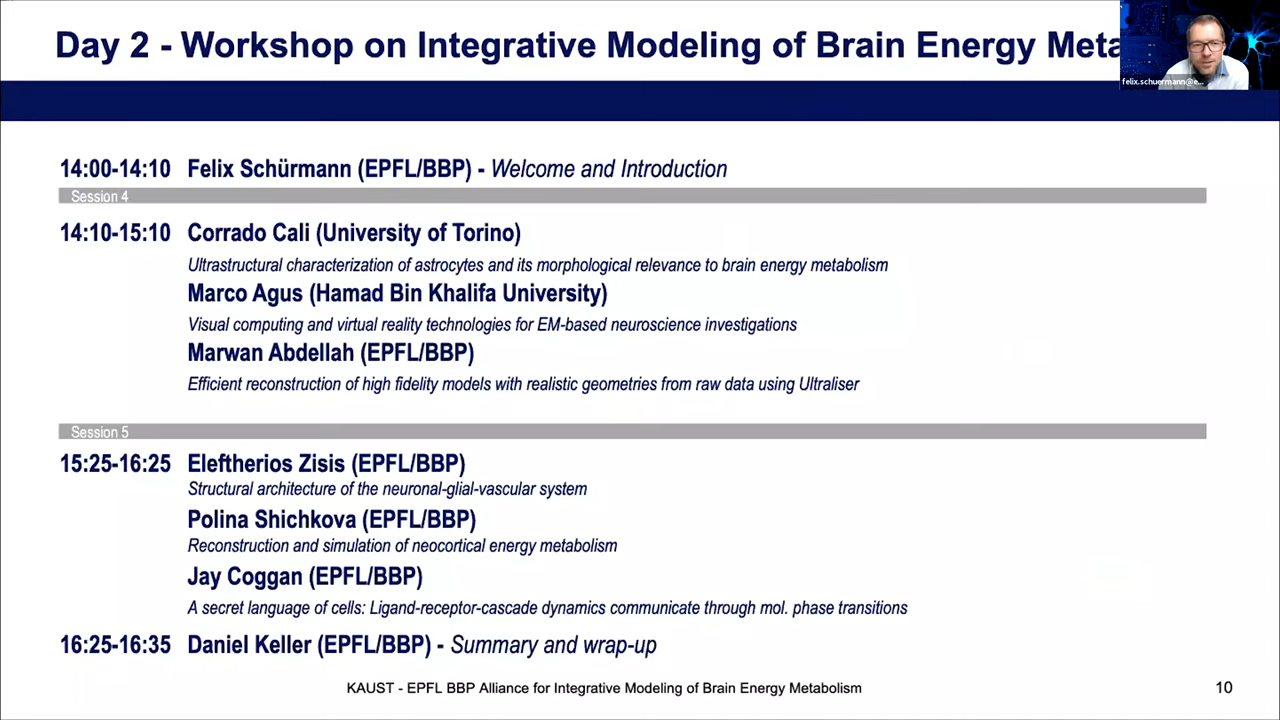 Day 2 - Workshop on Integrative Modeling of Brain Energy Meta
felix.schuermann@e...
14:00-14:10 Felix Schürmann (EPFL/BBP) - Welcome and Introduction
Session 4
14:10-15:10 Corrado Cali (University of Torino)
Ultrastructural characterization of astrocytes and its morphological relevance to brain energy metabolism
Marco Agus (Hamad Bin Khalifa University)
Visual computing and virtual reality technologies for EM-based neuroscience investigations
Marwan Abdellah (EPFL/BBP)
Efficient reconstruction of high fidelity models with realistic geometries from raw data using Ultraliser
Session 5
15:25-16:25 Eleftherios Zisis (EPFL/BBP)
Structural architecture of the neuronal-glial-vascular system
Polina Shichkova (EPFL/BBP)
Reconstruction and simulation of neocortical energy metabolism
Jay Coggan (EPFL/BBP)
A secret language of cells: Ligand-receptor-cascade dynamics communicate through mol. phase transitions
16:25-16:35 Daniel Keller (EPFL/BBP) - Summary and wrap-up
KAUST - EPFL BBP Alliance for Integrative Modeling of Brain Energy Metabolism
10